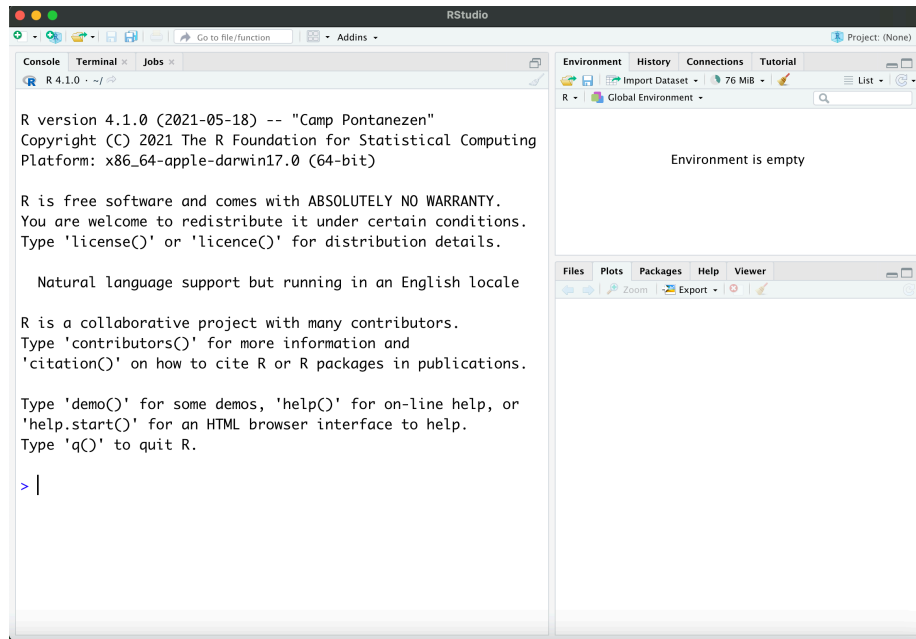 RStudio
Go to file/function
Addins
Project: (None)
Console Terminal Jobs
R 4.1.0 · ~/
R version 4.1.0 (2021-05-18) -- "Camp Pontanezen"
Copyright (C) 2021 The R Foundation for Statistical Computing
Platform: x86_64-apple-darwin17.0 (64-bit)
R is free software and comes with ABSOLUTELY NO WARRANTY.
You are welcome to redistribute it under certain conditions.
Type 'license()' or 'licence()' for distribution details.
Natural language support but running in an English locale
R is a collaborative project with many contributors.
Type 'contributors()' for more information and
'citation()' on how to cite R or R packages in publications.
Type 'demo()' for some demos, 'help()' for on-line help, or
'help.start()' for an HTML browser interface to help.
Type 'q()' to quit R.
>
Environment History Connections Tutorial
Import Dataset 76 MiB List
R Global Environment
Environment is empty
Files Plots Packages Help Viewer
Zoom Export